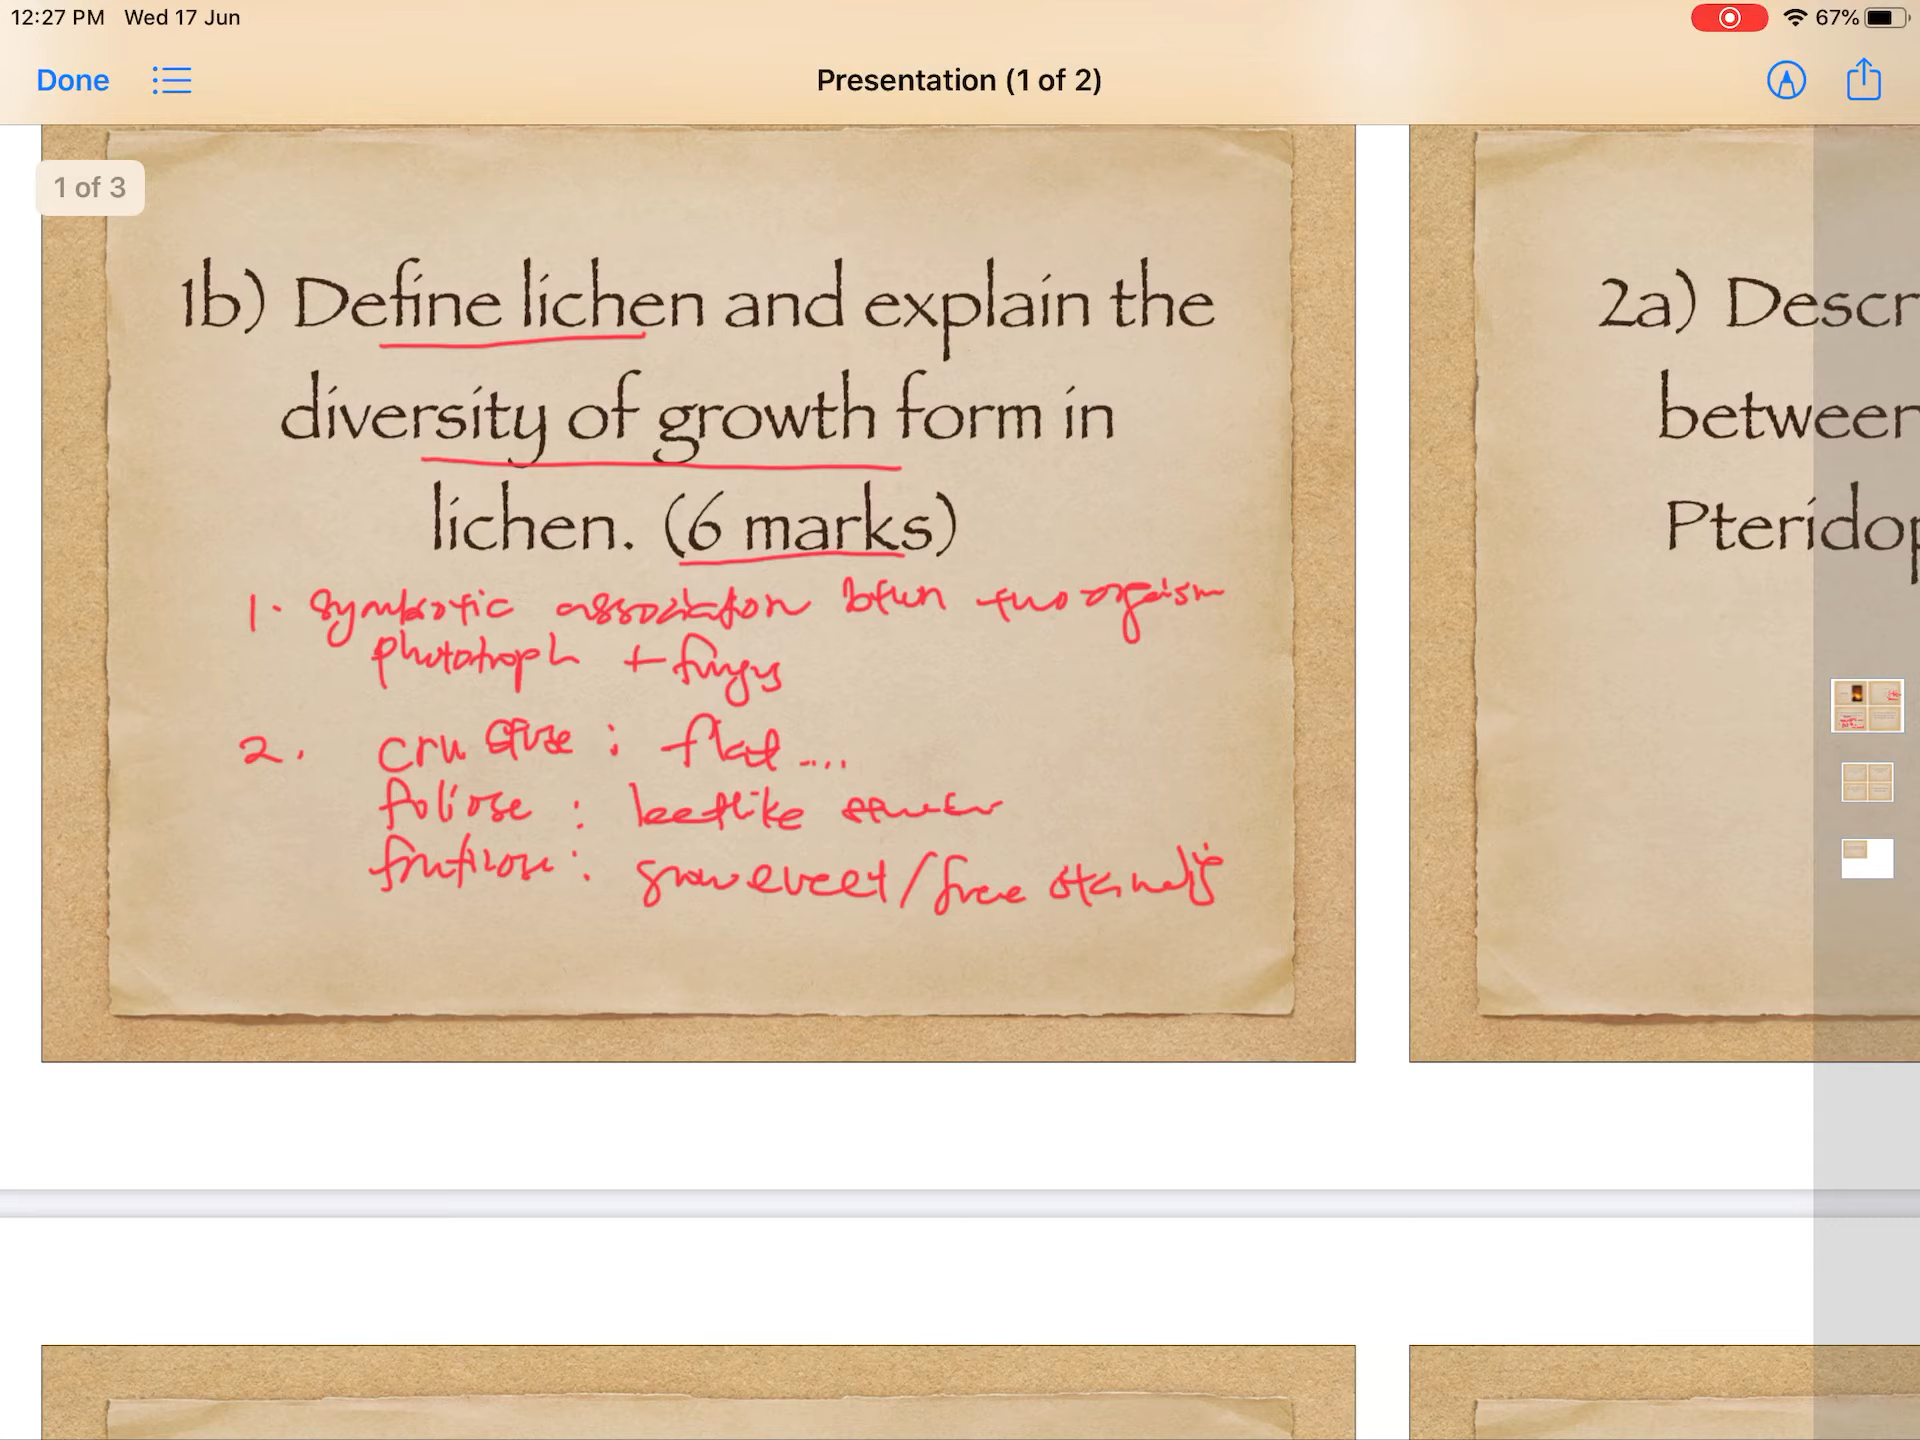 12:27 PM Wed 17 Jun
67%
Done
Presentation (1 of 2)
1 of 3
1b) Define lichen and explain the
diversity of growth form in
lichen. (6 marks)
1. Symbiotic association btwn two orgaism
phototroph + fungus
2. Crustose : flat ....
foliose : leaflike
fruticose : grow erect / free standing
2a) Descr
between
Pteridop